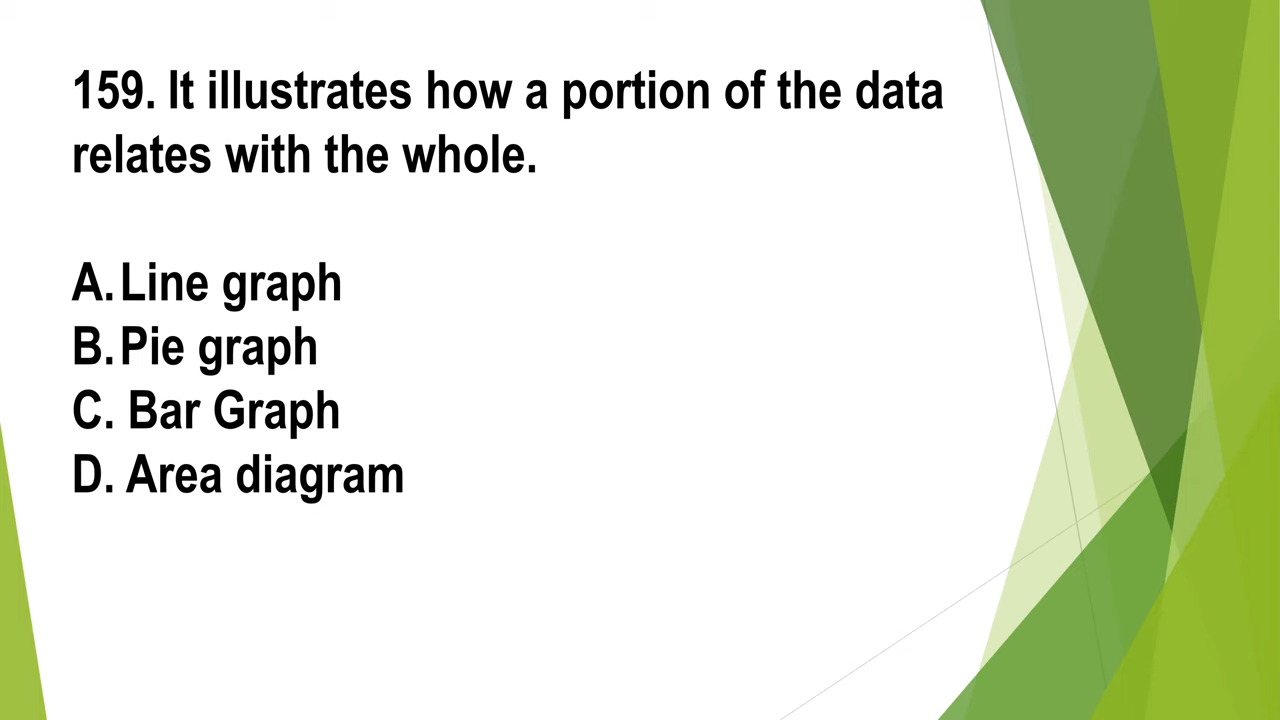 159. It illustrates how a portion of the data
relates with the whole.
A. Line graph
B. Pie graph
C. Bar Graph
D. Area diagram